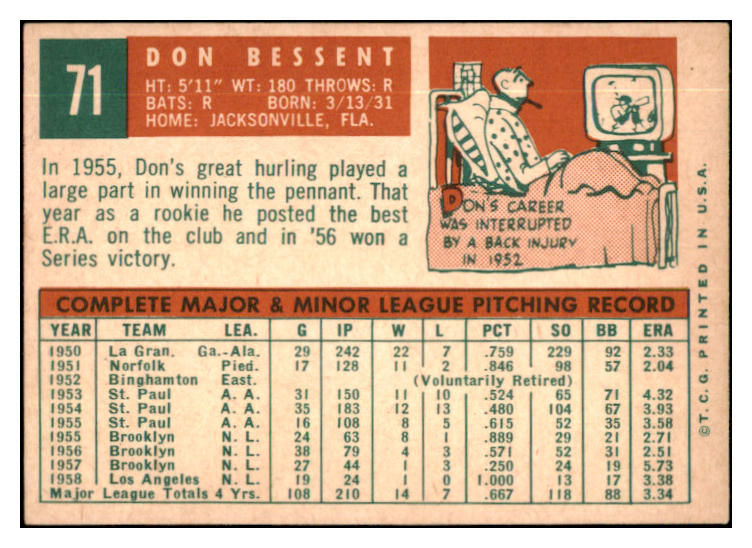 71
DON BESSENT
HT: 5'11" WT: 180 THROWS: R
BATS: R BORN: 3/13/31
HOME: JACKSONVILLE, FLA.
In 1955, Don's great hurling played a
large part in winning the pennant. That
year as a rookie he posted the best
E.R.A. on the club and in '56 won a
Series victory.
DON'S CAREER
WAS INTERRUPTED
BY A BACK INJURY
IN 1952
COMPLETE MAJOR & MINOR LEAGUE PITCHING RECORD
YEAR TEAM LEA. G IP W L PCT SO BB ERA
1950 La Gran. Ga.-Ala. 29 242 22 7 .759 229 92 2.33
1951 Norfolk Pied. 17 128 11 2 .846 98 57 2.04
1952 Binghamton East. (Voluntarily Retired)
1953 St. Paul A. A. 31 150 11 10 .524 65 71 4.32
1954 St. Paul A. A. 35 183 12 13 .480 104 67 3.93
1955 St. Paul A. A. 16 108 8 5 .615 52 35 3.58
1955 Brooklyn N. L. 24 63 8 1 .889 29 21 2.71
1956 Brooklyn N. L. 38 79 4 3 .571 52 31 2.51
1957 Brooklyn N. L. 27 44 1 3 .250 24 19 5.73
1958 Los Angeles N. L. 19 24 1 0 1.000 13 17 3.38
Major League Totals 4 Yrs. 108 210 14 7 .667 118 88 3.34
©T.C.G. PRINTED IN U.S.A.